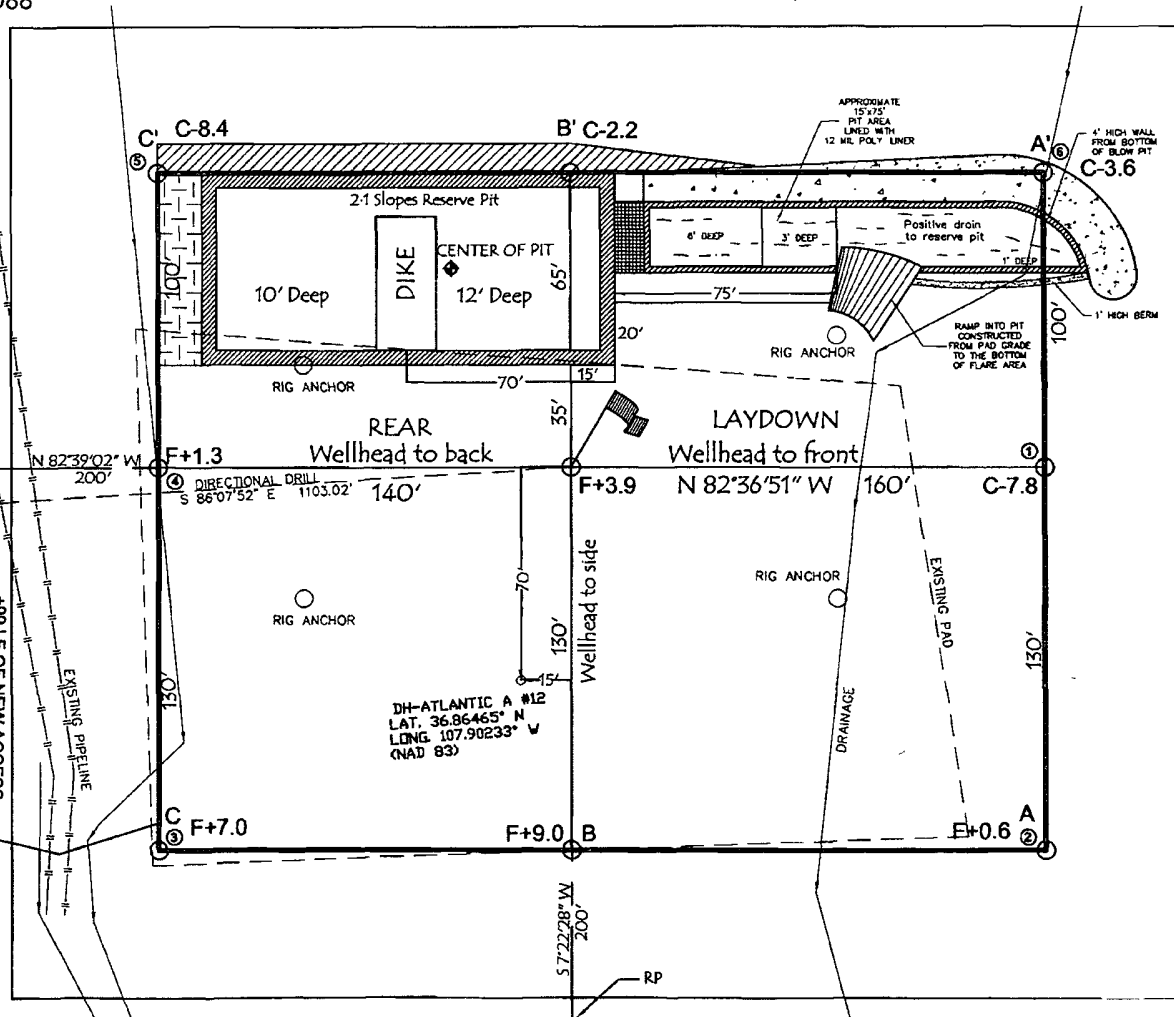 C' C-8.4
B' C-2.2
A' ⑥
C-3.6
⑤
APPROXIMATE
15'x75'
PIT AREA
LINED WITH
12 MIL POLY LINER
4' HIGH WALL
FROM BOTTOM
OF BLOW PIT
2:1 Slopes Reserve Pit
DIKE
CENTER OF PIT
10' Deep
12' Deep
100'
65'
6' DEEP
3' DEEP
Positive drain
to reserve pit
1' DEEP
75'
1' HIGH BERM
100'
20'
RIG ANCHOR
RAMP INTO PIT
CONSTRUCTED
FROM PAD GRADE
TO THE BOTTOM
OF FLARE AREA
RIG ANCHOR
70'
15'
35'
REAR
Wellhead to back
LAYDOWN
Wellhead to front
N 82°39'02" W
200'
F+1.3
④ DIRECTIONAL DRILL
S 86°07'52" E 1103.02'
140'
F+3.9
N 82°36'51" W 160'
①
C-7.8
RIG ANCHOR
RIG ANCHOR
70'
130'
Wellhead to side
15'
EXISTING PAD
130'
130'
DH-ATLANTIC A #12
LAT. 36.86465° N
LONG. 107.90233° W
(NAD 83)
EXISTING PIPELINE
DRAINAGE
C
③ F+7.0
F+9.0 B
A
F+0.6 ②
S 7°22'28" W
200'
RP